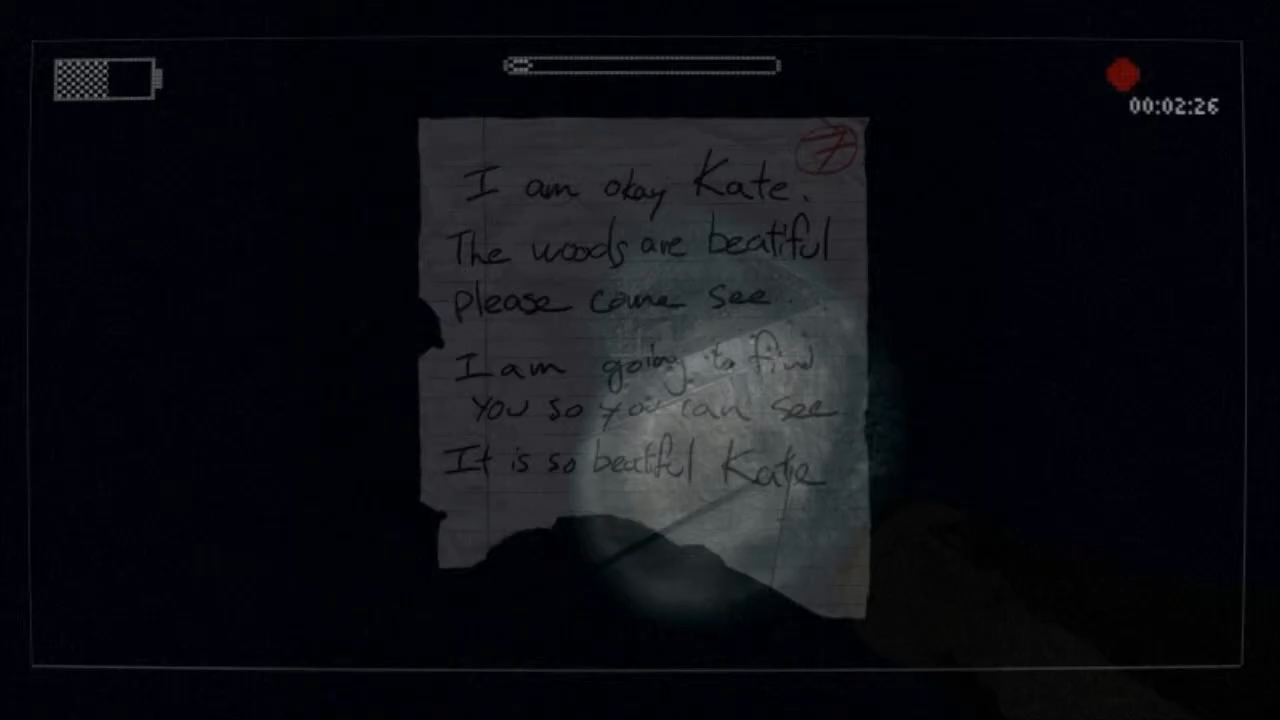 00:02:26
7
I am okay Kate.
The woods are beatiful
please come see.
I am going to find
you so you can see
It is so beatiful Kate